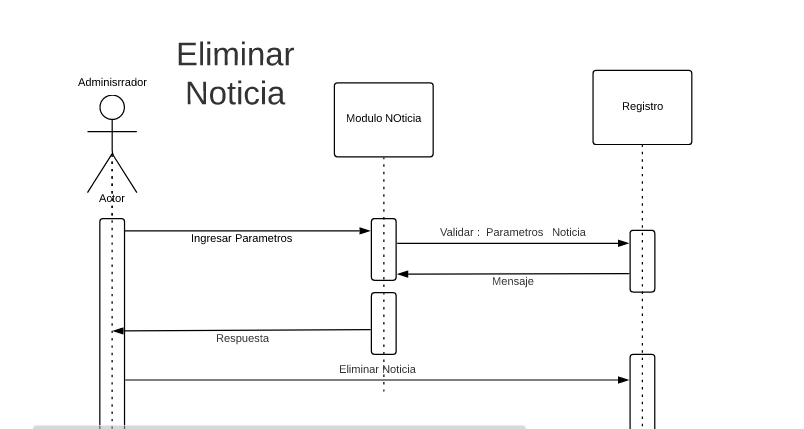 Eliminar
Noticia
Adminisrrador
Modulo NOticia
Registro
Actor
Ingresar Parametros
Validar : Parametros Noticia
Mensaje
Respuesta
Eliminar Noticia